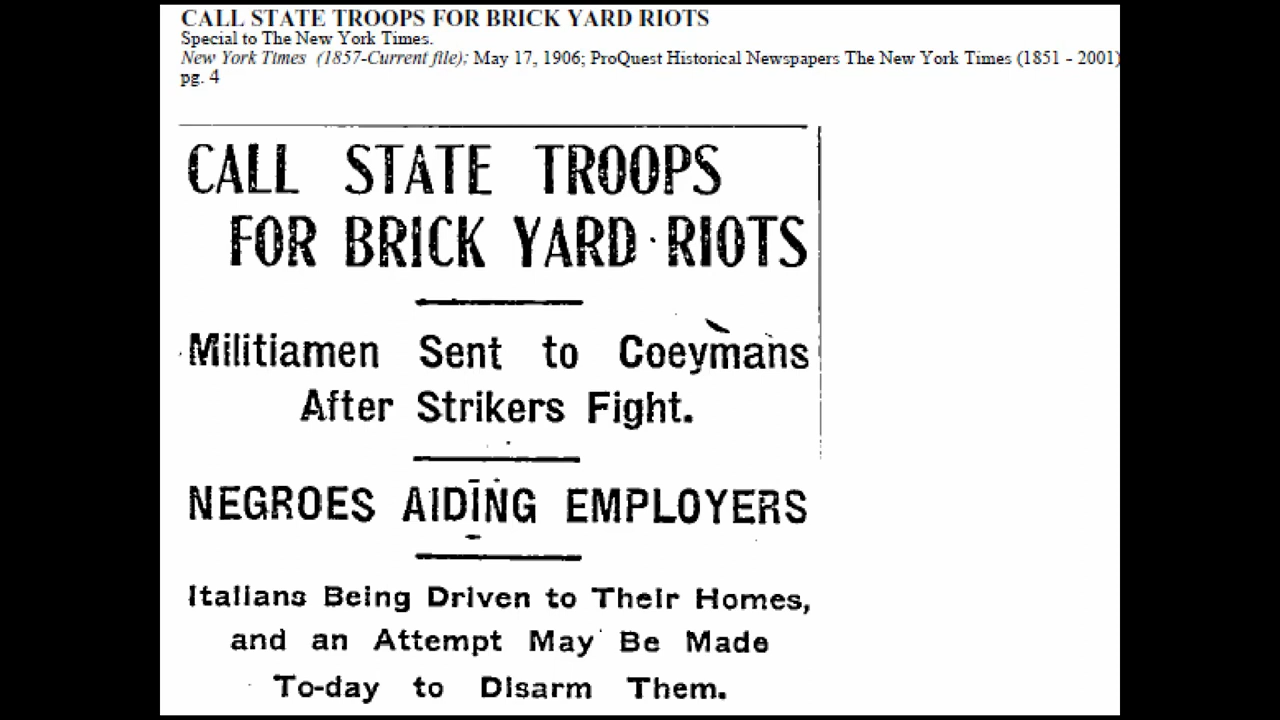 CALL STATE TROOPS FOR BRICK YARD RIOTS
Special to The New York Times.
New York Times (1857-Current file); May 17, 1906; ProQuest Historical Newspapers The New York Times (1851 - 2001)
pg. 4
CALL STATE TROOPS
FOR BRICK YARD RIOTS
Militiamen Sent to Coeymans
After Strikers Fight.
NEGROES AIDING EMPLOYERS
Italians Being Driven to Their Homes,
and an Attempt May Be Made
To-day to Disarm Them.